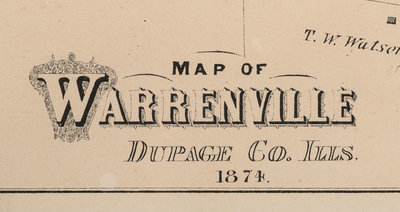 T. W. Watson
MAP OF
WARRENVILLE
DUPAGE CO. ILLS.
1874.